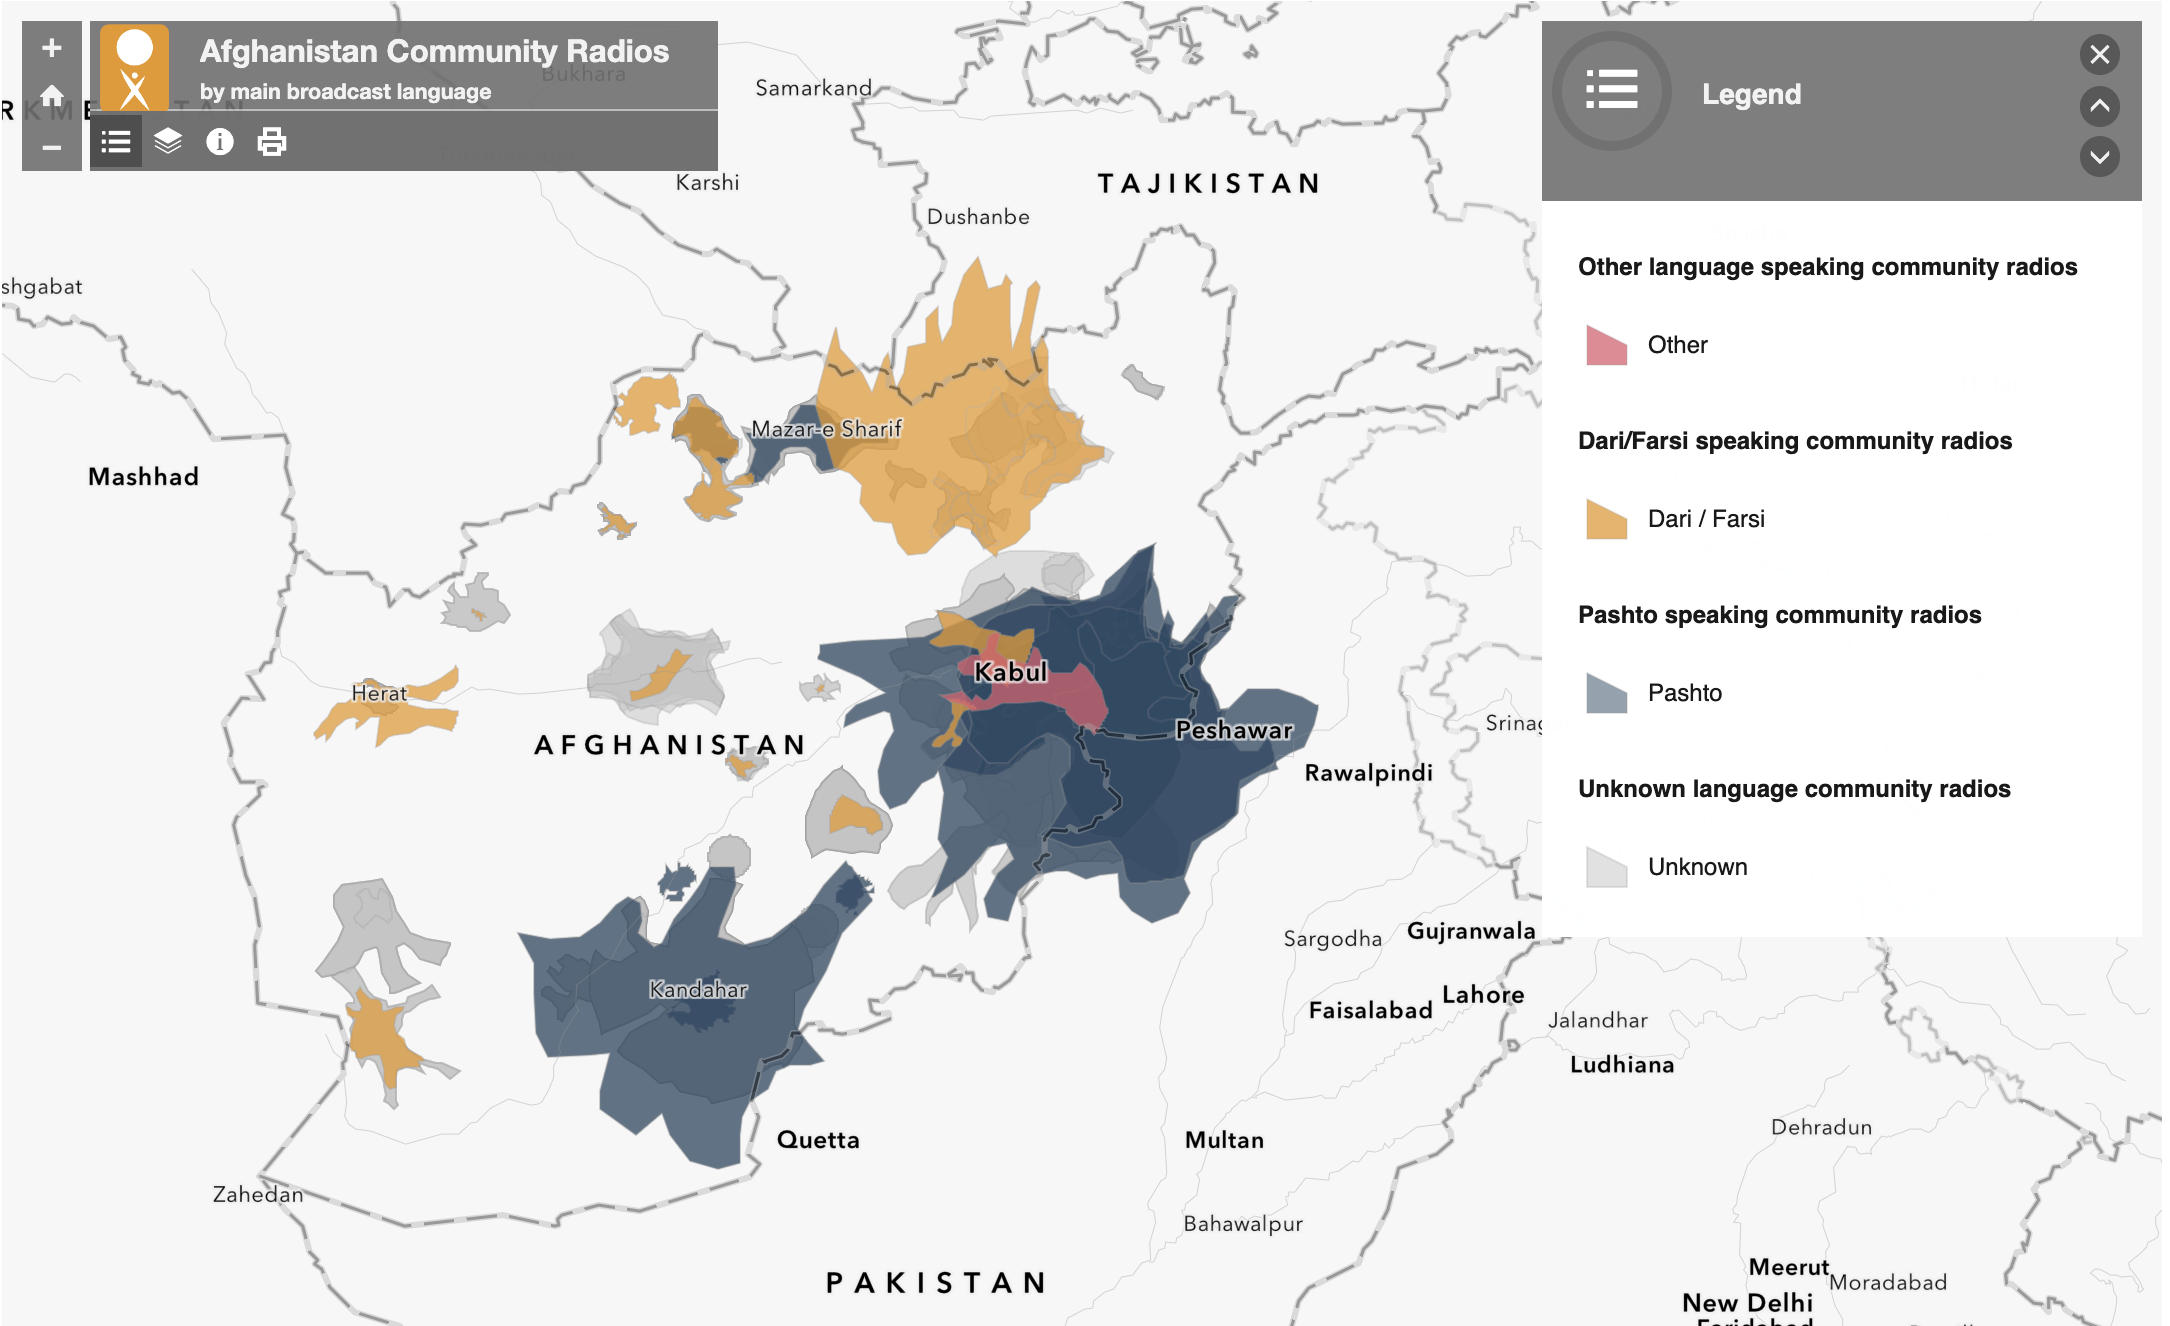 Afghanistan Community Radios
by main broadcast language
Bukhara
Samarkand
Karshi
TAJIKISTAN
Dushanbe
shgabat
Mashhad
Mazar-e Sharif
Herat
Kabul
AFGHANISTAN
Peshawar
Srinag
Rawalpindi
Kandahar
Sargodha
Gujranwala
Faisalabad
Lahore
Jalandhar
Ludhiana
Quetta
Multan
Dehradun
Zahedan
Bahawalpur
PAKISTAN
Meerut
Moradabad
New Delhi
Faridabad
Legend
Other language speaking community radios
Other
Dari/Farsi speaking community radios
Dari / Farsi
Pashto speaking community radios
Pashto
Unknown language community radios
Unknown